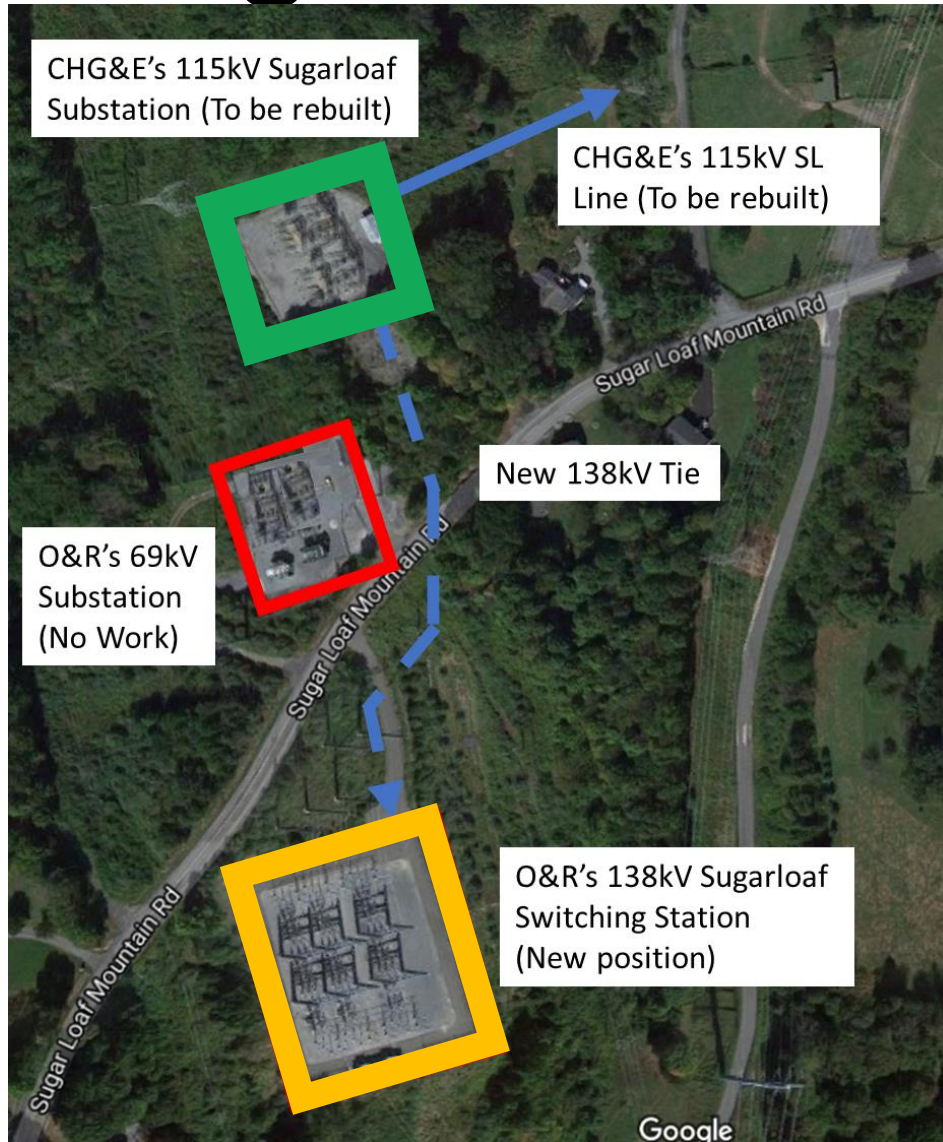 CHG&E's 115kV Sugarloaf
Substation (To be rebuilt)
CHG&E's 115kV SL
Line (To be rebuilt)
Sugar Loaf Mountain Rd
New 138kV Tie
O&R's 69kV
Substation
(No Work)
Sugar Loaf Mountain Rd
O&R's 138kV Sugarloaf
Switching Station
(New position)
Sugar Loaf Mountain Rd
Google